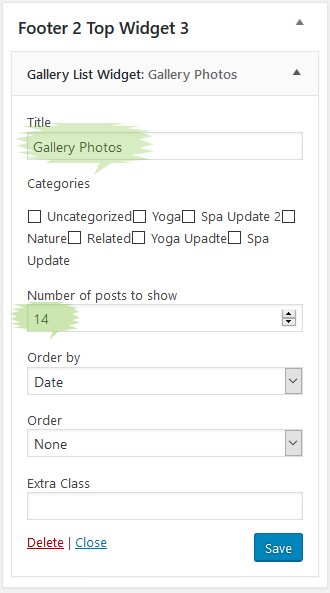 Footer 2 Top Widget 3
Gallery List Widget: Gallery Photos
Title
Gallery Photos
Categories
Uncategorized Yoga Spa Update 2
Nature Related Yoga Upadte Spa
Update
Number of posts to show
14
Order by
Date
Order
None
Extra Class
Delete | Close
Save